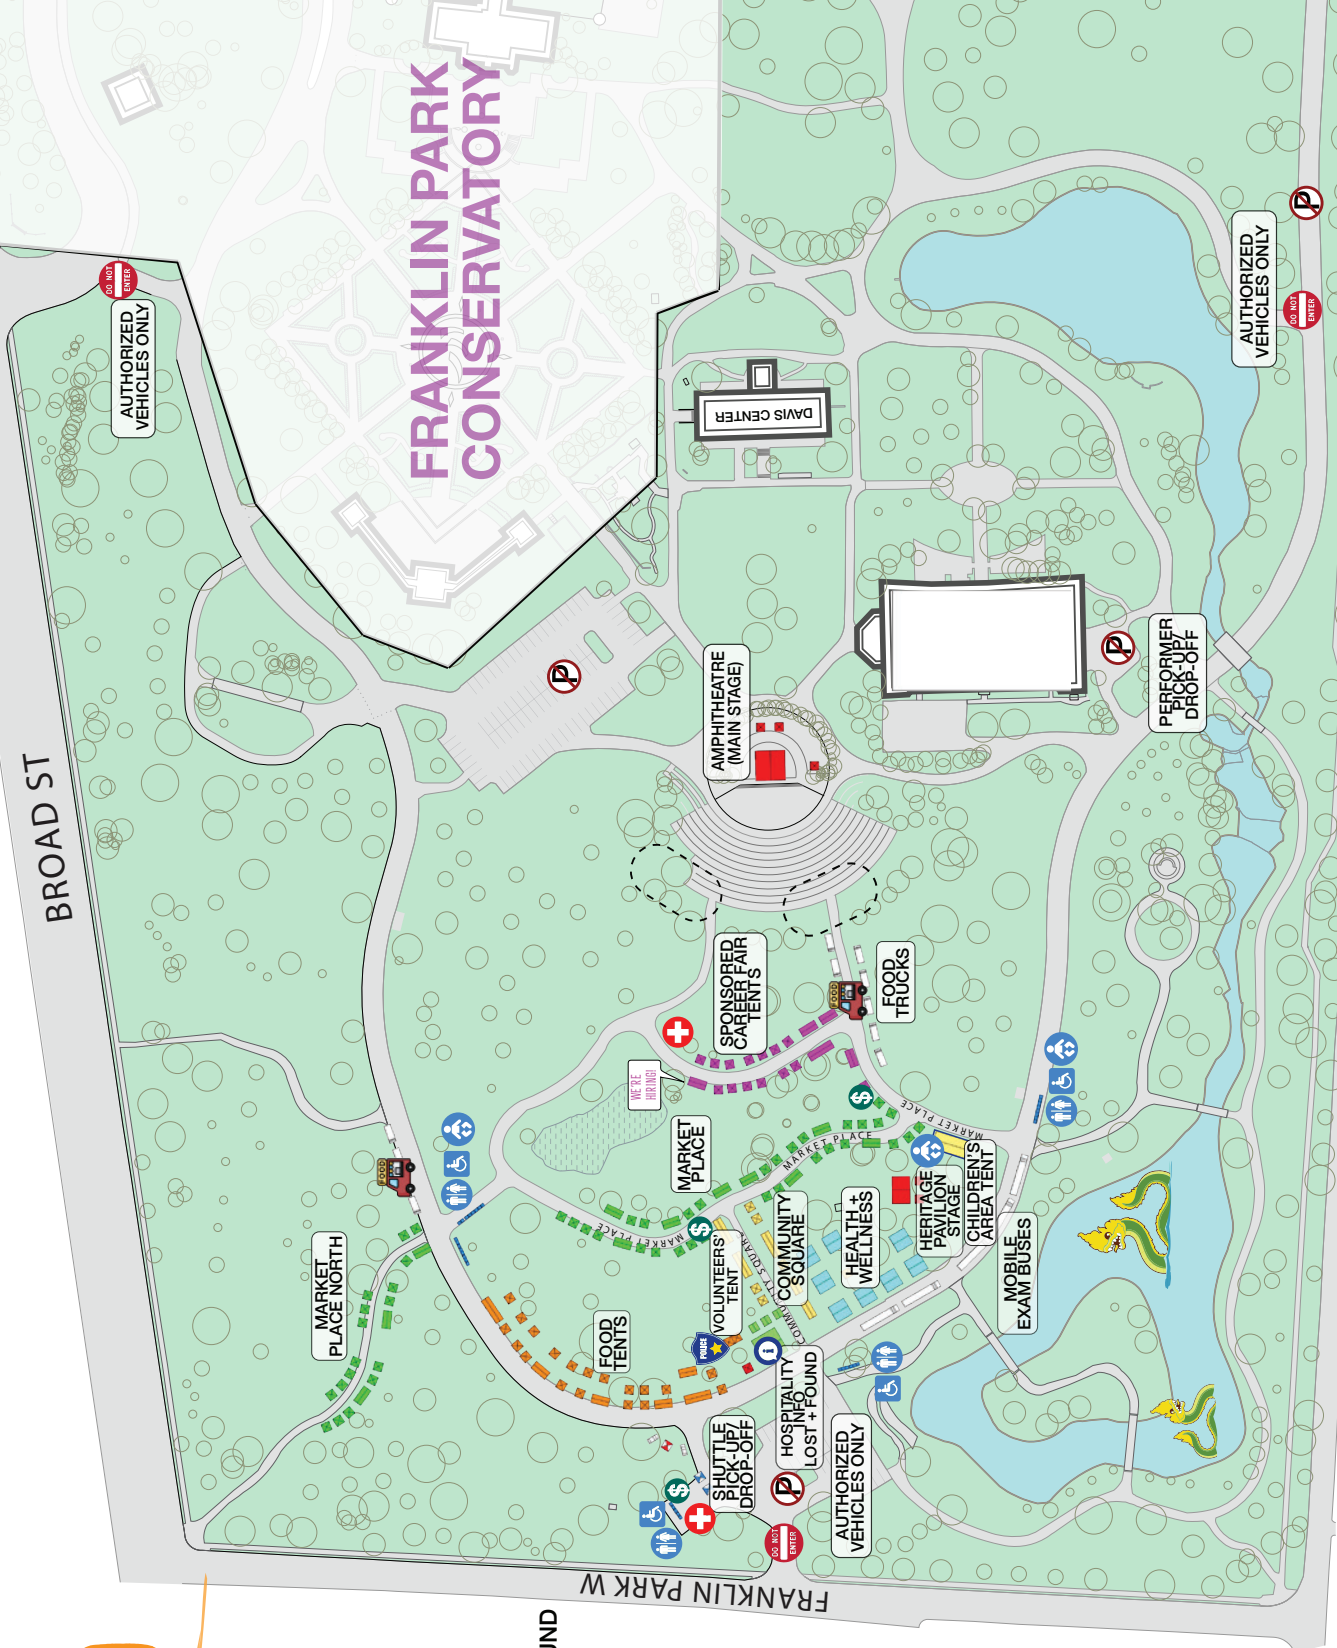 FRANKLIN PARK
CONSERVATORY
DO NOT
ENTER
AUTHORIZED
VEHICLES ONLY
P
AUTHORIZED
VEHICLES ONLY
DO NOT
ENTER
DAVIS CENTER
BROAD ST
P
AMPHITHEATRE
(MAIN STAGE)
P
PERFORMER
PICK-UP/
DROP-OFF
SPONSORED
CAREER FAIR
TENTS
FOOD
TRUCKS
WE'RE
HIRING!
MARKET
PLACE
$
MARKET PLACE
MARKET PLACE
MARKET PLACE
MARKET
PLACE NORTH
$
VOLUNTEERS'
TENT
COMMUNITY
SQUARE
COMMUNITY SQUARE
HEALTH +
WELLNESS
HERITAGE
PAVILION
STAGE
CHILDREN'S
AREA TENT
MOBILE
EXAM BUSES
FOOD
TENTS
POLICE
i
HOSPITALITY
INFO
LOST + FOUND
SHUTTLE
PICK-UP/
DROP-OFF
$
P
DO NOT
ENTER
AUTHORIZED
VEHICLES ONLY
FRANKLIN PARK W
UND